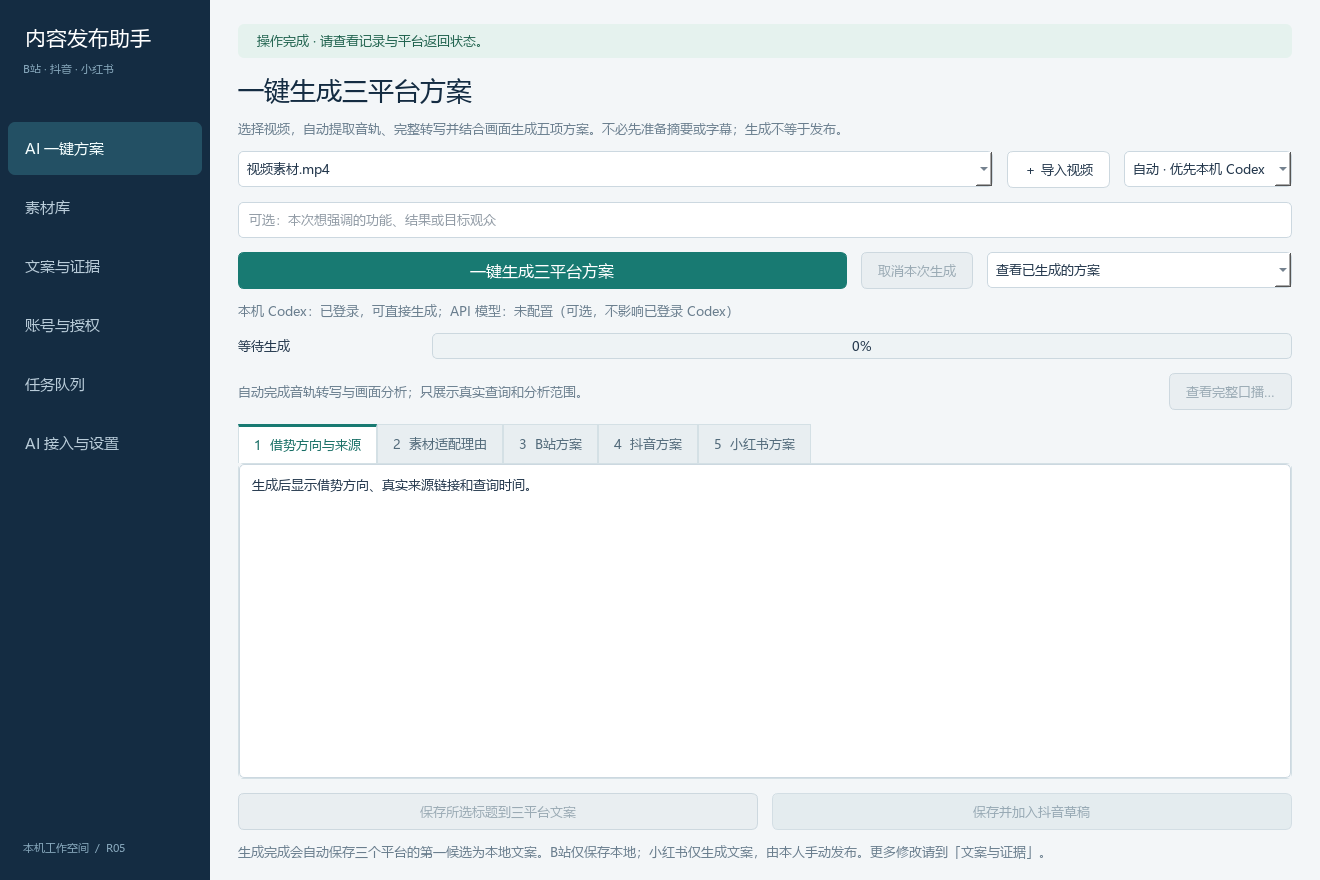 内容发布助手
B站 · 抖音 · 小红书
AI 一键方案
素材库
文案与证据
账号与授权
任务队列
AI 接入与设置
本机工作空间 / R05
操作完成 · 请查看记录与平台返回状态。
一键生成三平台方案
选择视频，自动提取音轨、完整转写并结合画面生成五项方案。不必先准备摘要或字幕；生成不等于发布。
视频素材.mp4
+ 导入视频
自动 · 优先本机 Codex
可选：本次想强调的功能、结果或目标观众
一键生成三平台方案
取消本次生成
查看已生成的方案
本机 Codex：已登录，可直接生成；API 模型：未配置（可选，不影响已登录 Codex）
等待生成
0%
自动完成音轨转写与画面分析；只展示真实查询和分析范围。
查看完整口播...
1 借势方向与来源
2 素材适配理由
3 B站方案
4 抖音方案
5 小红书方案
生成后显示借势方向、真实来源链接和查询时间。
保存所选标题到三平台文案
保存并加入抖音草稿
生成完成会自动保存三个平台的第一候选为本地文案。B站仅保存本地；小红书仅生成文案，由本人手动发布。更多修改请到「文案与证据」。